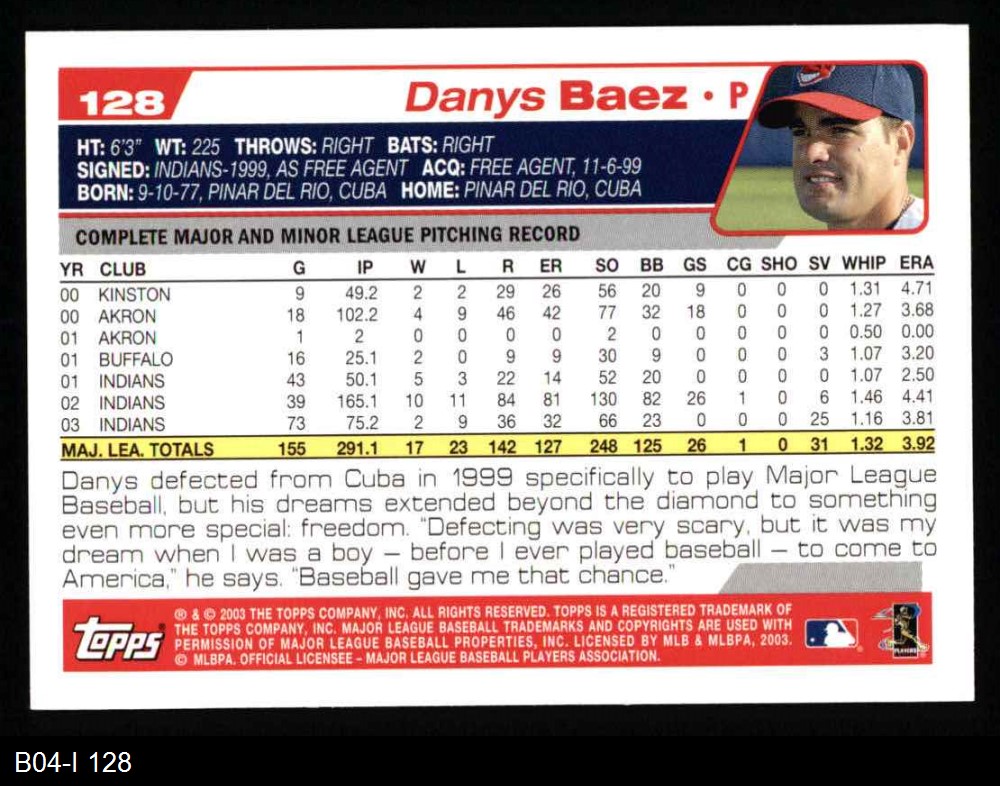 128
Danys Baez • P
HT: 6'3" WT: 225 THROWS: RIGHT BATS: RIGHT
SIGNED: INDIANS-1999, AS FREE AGENT ACQ: FREE AGENT, 11-6-99
BORN: 9-10-77, PINAR DEL RIO, CUBA HOME: PINAR DEL RIO, CUBA
COMPLETE MAJOR AND MINOR LEAGUE PITCHING RECORD
YR CLUB G IP W L R ER SO BB GS CG SHO SV WHIP ERA
00 KINSTON 9 49.2 2 2 29 26 56 20 9 0 0 0 1.31 4.71
00 AKRON 18 102.2 4 9 46 42 77 32 18 0 0 0 1.27 3.68
01 AKRON 1 2 0 0 0 0 2 0 0 0 0 0 0.50 0.00
01 BUFFALO 16 25.1 2 0 9 9 30 9 0 0 0 3 1.07 3.20
01 INDIANS 43 50.1 5 3 22 14 52 20 0 0 0 0 1.07 2.50
02 INDIANS 39 165.1 10 11 84 81 130 82 26 1 0 6 1.46 4.41
03 INDIANS 73 75.2 2 9 36 32 66 23 0 0 0 25 1.16 3.81
MAJ. LEA. TOTALS 155 291.1 17 23 142 127 248 125 26 1 0 31 1.32 3.92
Danys defected from Cuba in 1999 specifically to play Major League
Baseball, but his dreams extended beyond the diamond to something
even more special: freedom. "Defecting was very scary, but it was my
dream when I was a boy – before I ever played baseball – to come to
America," he says. "Baseball gave me that chance."
Topps
® & © 2003 THE TOPPS COMPANY, INC. ALL RIGHTS RESERVED. TOPPS IS A REGISTERED TRADEMARK OF
THE TOPPS COMPANY, INC. MAJOR LEAGUE BASEBALL TRADEMARKS AND COPYRIGHTS ARE USED WITH
PERMISSION OF MAJOR LEAGUE BASEBALL PROPERTIES, INC. LICENSED BY MLB & MLBPA, 2003.
© MLBPA. OFFICIAL LICENSEE - MAJOR LEAGUE BASEBALL PLAYERS ASSOCIATION.
PLAYERS
B04-I 128